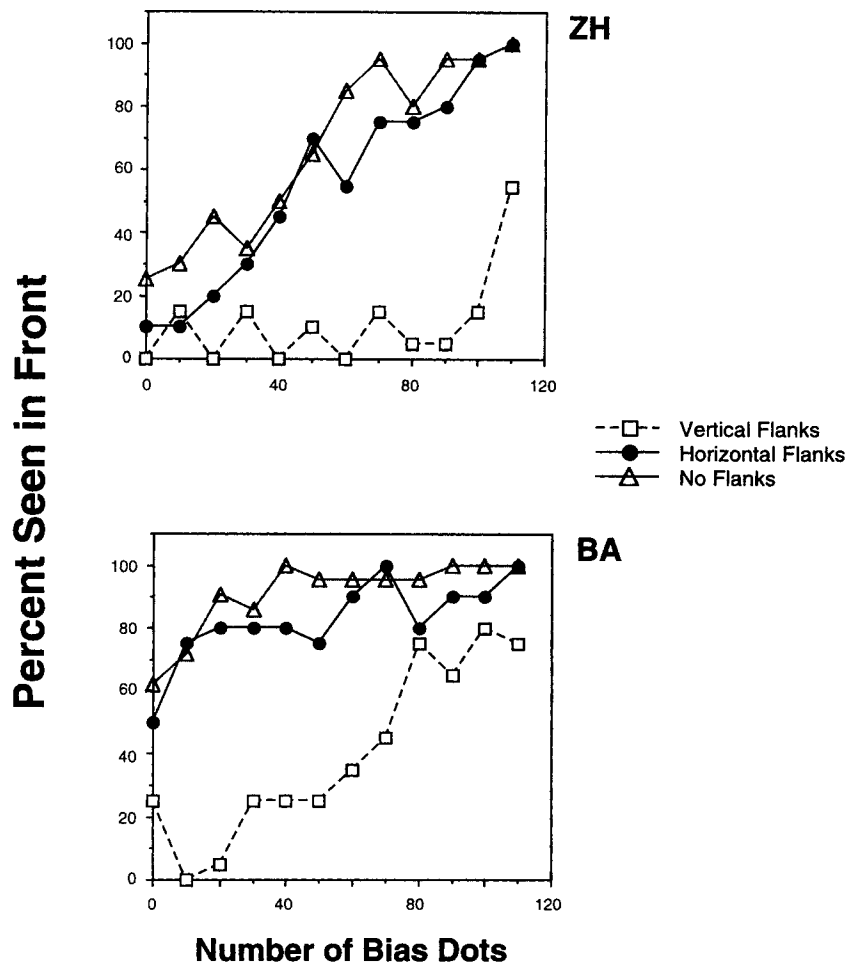 ZH
100
80
60
40
20
0
0 40 80 120
Percent Seen in Front
Vertical Flanks
Horizontal Flanks
No Flanks
BA
100
80
60
40
20
0
0 40 80 120
Number of Bias Dots